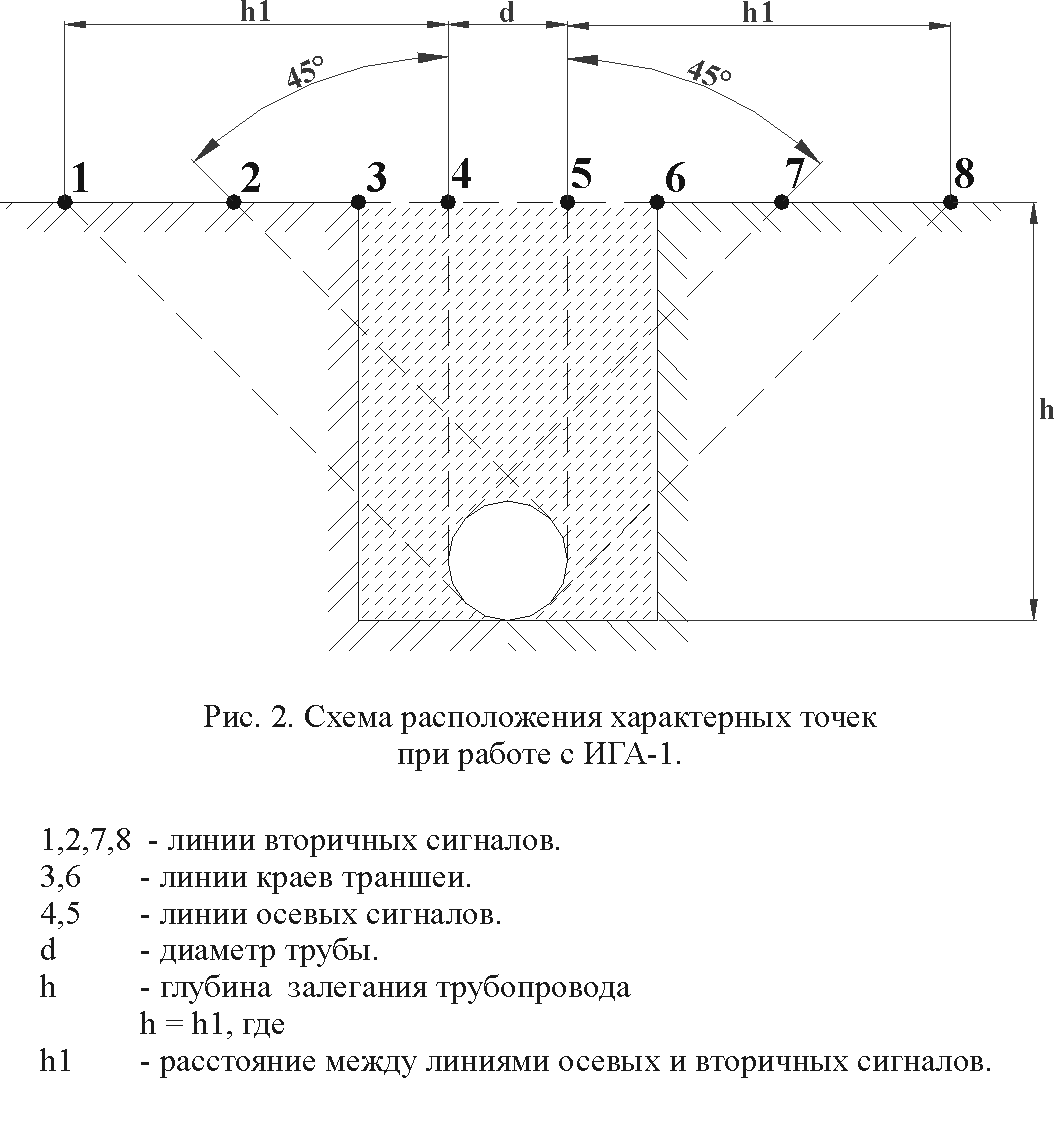 h1 d h1
45° 45°
1 2 3 4 5 6 7 8
h
Рис. 2. Схема расположения характерных точек
при работе с ИГА-1.
1,2,7,8 - линии вторичных сигналов.
3,6 - линии краев траншеи.
4,5 - линии осевых сигналов.
d - диаметр трубы.
h - глубина залегания трубопровода
h = h1, где
h1 - расстояние между линиями осевых и вторичных сигналов.